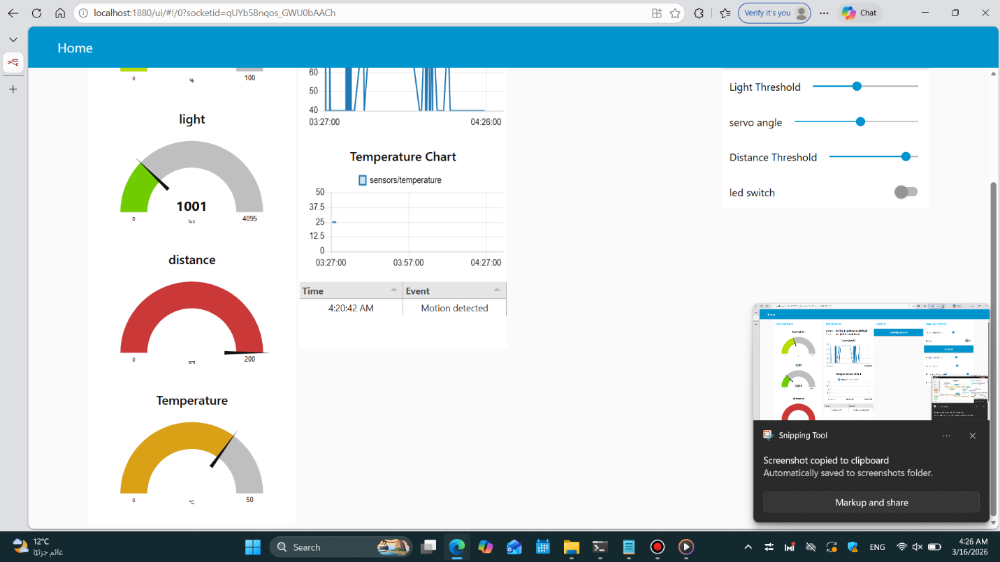 localhost:1880/ui/#!/0?socketid=qUYb5Bnqos_GWU0bAACh
Verify it's you
Chat
Home
0
%
100
light
1001
0
lux
4095
distance
0
cm
200
Temperature
0
°C
50
60
50
40
03:27:00
04:26:00
Temperature Chart
sensors/temperature
50
37.5
25
12.5
0
03:27:00
03:57:00
04:27:00
Time
Event
4:20:42 AM
Motion detected
Light Threshold
servo angle
Distance Threshold
led switch
Snipping Tool
Screenshot copied to clipboard
Automatically saved to screenshots folder.
Markup and share
12°C
غائم جزئيًا
Search
ENG
4:26 AM
3/16/2026